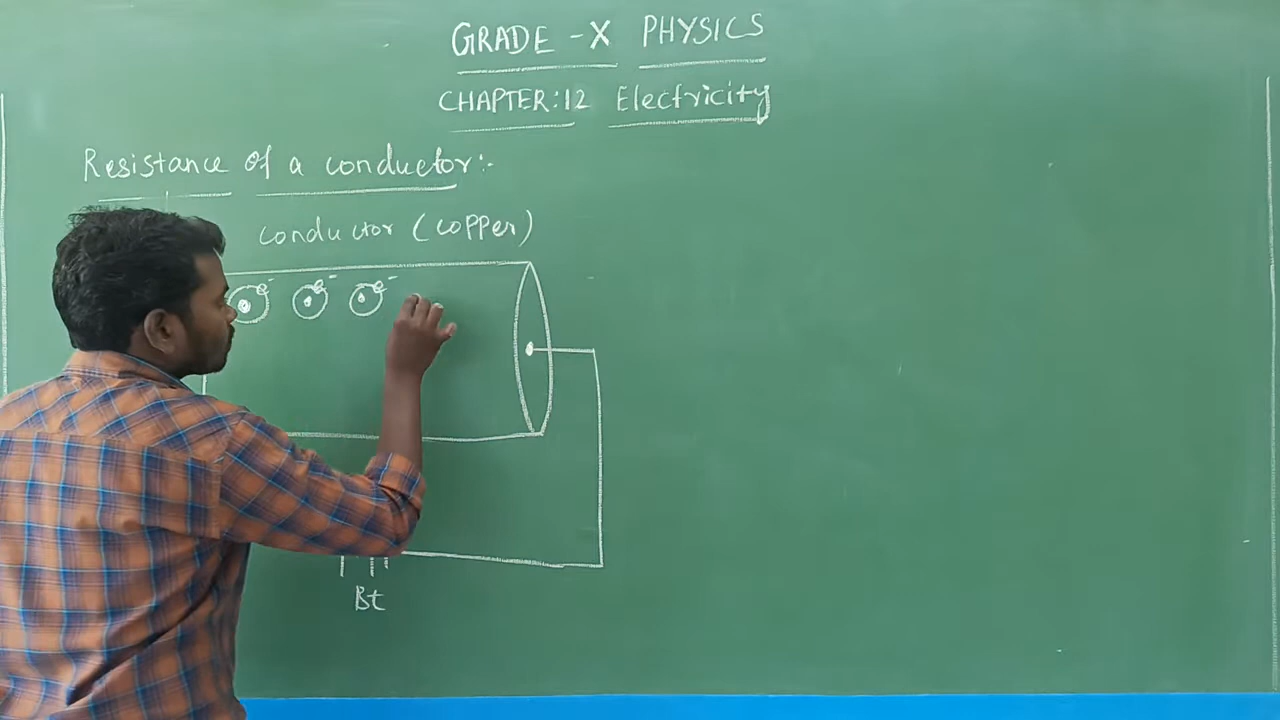 GRADE - X PHYSICS
CHAPTER: 12 Electricity
Resistance of a conductor:-
conductor (copper)
e- e- e-
Bt